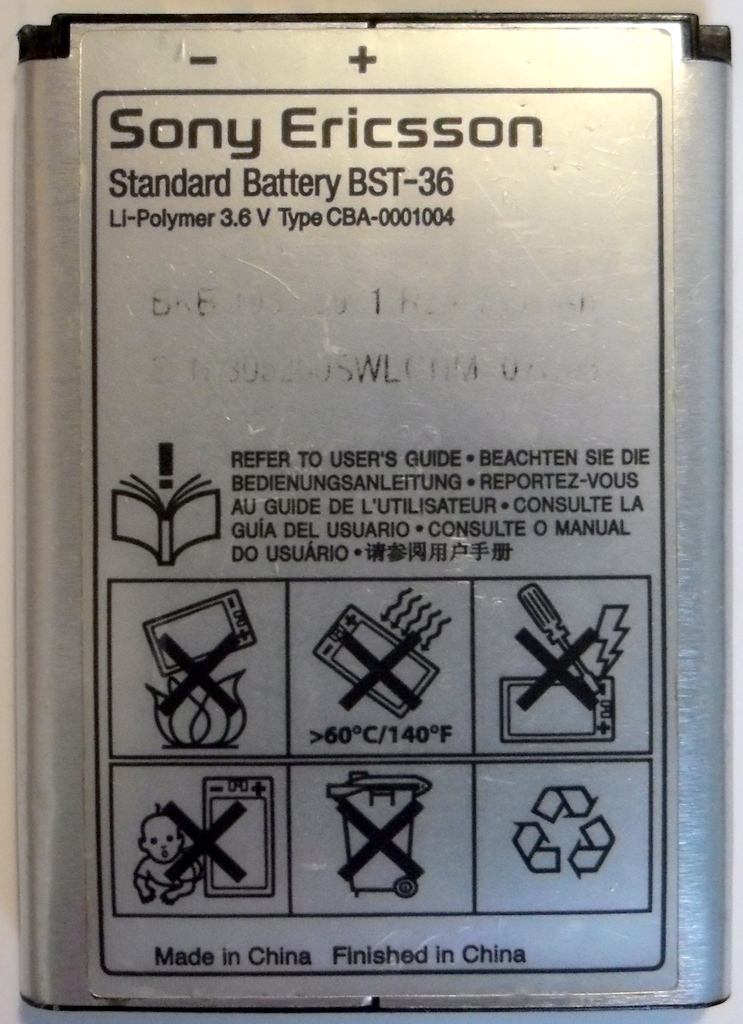 - +
Sony Ericsson
Standard Battery BST-36
Li-Polymer 3.6 V Type CBA-0001004
REFER TO USER'S GUIDE • BEACHTEN SIE DIE
BEDIENUNGSANLEITUNG • REPORTEZ-VOUS
AU GUIDE DE L'UTILISATEUR • CONSULTE LA
GUÍA DEL USUARIO • CONSULTE O MANUAL
DO USUÁRIO • 请参阅用户手册
>60°C/140°F
Made in China Finished in China